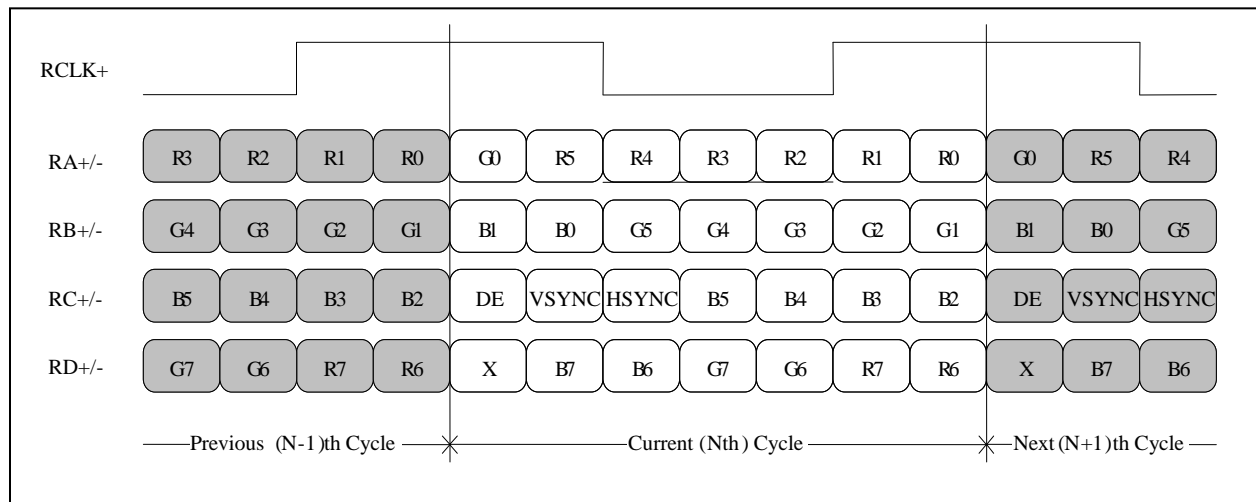 RCLK+
RA+/- R3 R2 R1 R0 G0 R5 R4 R3 R2 R1 R0 G0 R5 R4
RB+/- G4 G3 G2 G1 B1 B0 G5 G4 G3 G2 G1 B1 B0 G5
RC+/- B5 B4 B3 B2 DE VSYNC HSYNC B5 B4 B3 B2 DE VSYNC HSYNC
RD+/- G7 G6 R7 R6 X B7 B6 G7 G6 R7 R6 X B7 B6
Previous (N-1)th Cycle Current (Nth) Cycle Next (N+1)th Cycle